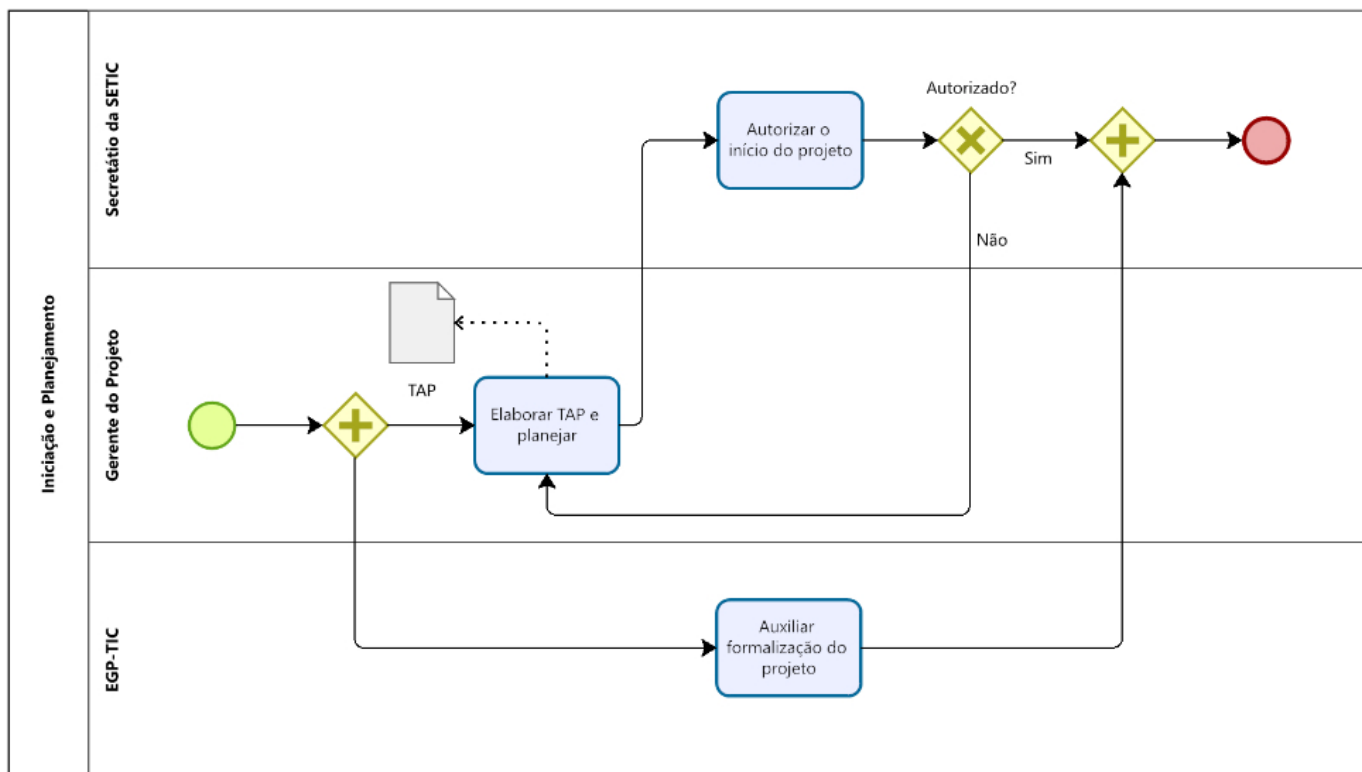 Iniciação e Planejamento
Secretátio da SETIC
Autorizar o
início do projeto
Autorizado?
Sim
Não
Gerente do Projeto
TAP
Elaborar TAP e
planejar
EGP-TIC
Auxiliar
formalização do
projeto